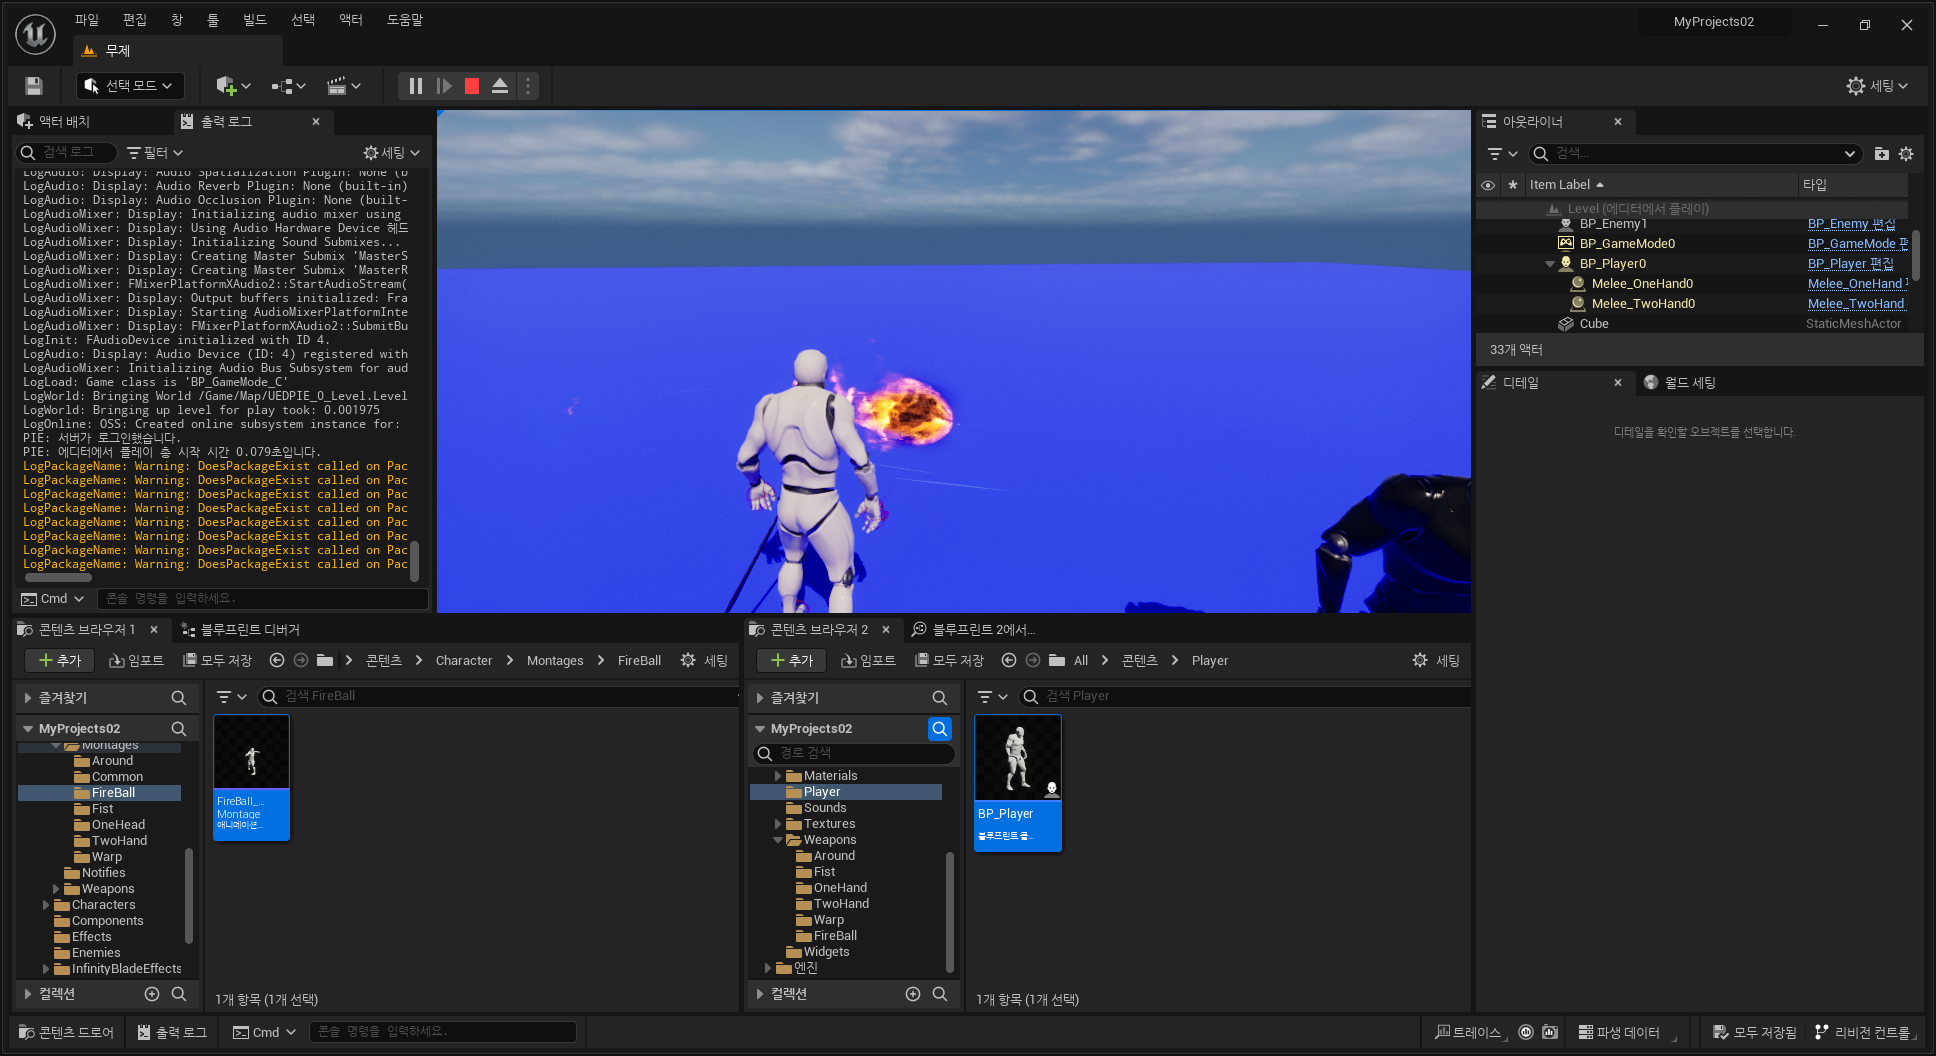 파일 편집 창 툴 빌드 선택 액터 도움말
MyProjects02
무제
선택 모드
세팅
액터 배치
출력 로그
검색 로그
필터
세팅
LogAudio: Display: Audio Spatialization Plugin: None (b
LogAudio: Display: Audio Reverb Plugin: None (built-in)
LogAudio: Display: Audio Occlusion Plugin: None (built-
LogAudioMixer: Display: Initializing audio mixer using
LogAudioMixer: Display: Using Audio Hardware Device 헤드
LogAudioMixer: Display: Initializing Sound Submixes...
LogAudioMixer: Display: Creating Master Submix 'MasterS
LogAudioMixer: Display: Creating Master Submix 'MasterR
LogAudioMixer: FMixerPlatformXAudio2::StartAudioStream(
LogAudioMixer: Display: Output buffers initialized: Fra
LogAudioMixer: Display: Starting AudioMixerPlatformInte
LogAudioMixer: Display: FMixerPlatformXAudio2::SubmitBu
LogInit: FAudioDevice initialized with ID 4.
LogAudio: Display: Audio Device (ID: 4) registered with
LogAudioMixer: Initializing Audio Bus Subsystem for aud
LogLoad: Game class is 'BP_GameMode_C'
LogWorld: Bringing World /Game/Map/UEDPIE_0_Level.Level
LogWorld: Bringing up level for play took: 0.001975
LogOnline: OSS: Created online subsystem instance for:
PIE: 서버가 로그인했습니다.
PIE: 에디터에서 플레이 총 시작 시간 0.079초입니다.
LogPackageName: Warning: DoesPackageExist called on Pac
LogPackageName: Warning: DoesPackageExist called on Pac
LogPackageName: Warning: DoesPackageExist called on Pac
LogPackageName: Warning: DoesPackageExist called on Pac
LogPackageName: Warning: DoesPackageExist called on Pac
LogPackageName: Warning: DoesPackageExist called on Pac
LogPackageName: Warning: DoesPackageExist called on Pac
LogPackageName: Warning: DoesPackageExist called on Pac
Cmd
콘솔 명령을 입력하세요.
아웃라이너
검색...
Item Label
타입
Level (에디터에서 플레이)
BP_Enemy1 BP_Enemy 편집
BP_GameMode0 BP_GameMode 편
BP_Player0 BP_Player 편집
Melee_OneHand0 Melee_OneHand
Melee_TwoHand0 Melee_TwoHand
Cube StaticMeshActor
33개 액터
디테일
월드 세팅
디테일을 확인할 오브젝트를 선택합니다.
콘텐츠 브라우저 1
블루프린트 디버거
추가
임포트
모두 저장
콘텐츠 Character Montages FireBall
세팅
즐겨찾기
검색 FireBall
MyProjects02
Montages
Around
Common
FireBall
Fist
OneHead
TwoHand
Warp
Notifies
Weapons
Characters
Components
Effects
Enemies
InfinityBladeEffects
컬렉션
FireBall_...
Montage
애니메이션...
1개 항목 (1개 선택)
콘텐츠 브라우저 2
블루프린트 2에서...
추가
임포트
모두 저장
All 콘텐츠 Player
세팅
즐겨찾기
검색 Player
MyProjects02
경로 검색
Materials
Player
Sounds
Textures
Weapons
Around
Fist
OneHand
TwoHand
Warp
FireBall
Widgets
엔진
컬렉션
BP_Player
블루프린트 클...
1개 항목 (1개 선택)
콘텐츠 드로어
출력 로그
Cmd
콘솔 명령을 입력하세요.
트레이스
파생 데이터
모두 저장됨
리비전 컨트롤